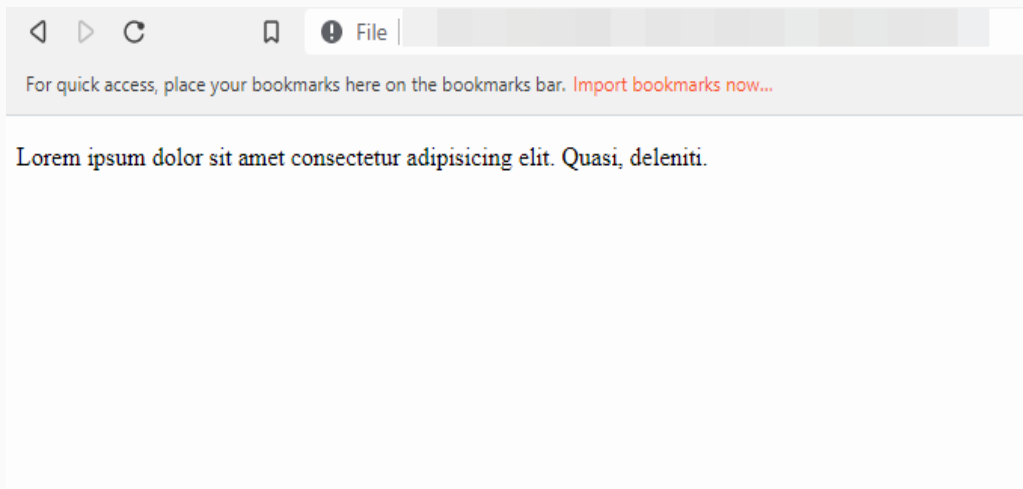 File
For quick access, place your bookmarks here on the bookmarks bar. Import bookmarks now...
Lorem ipsum dolor sit amet consectetur adipisicing elit. Quasi, deleniti.